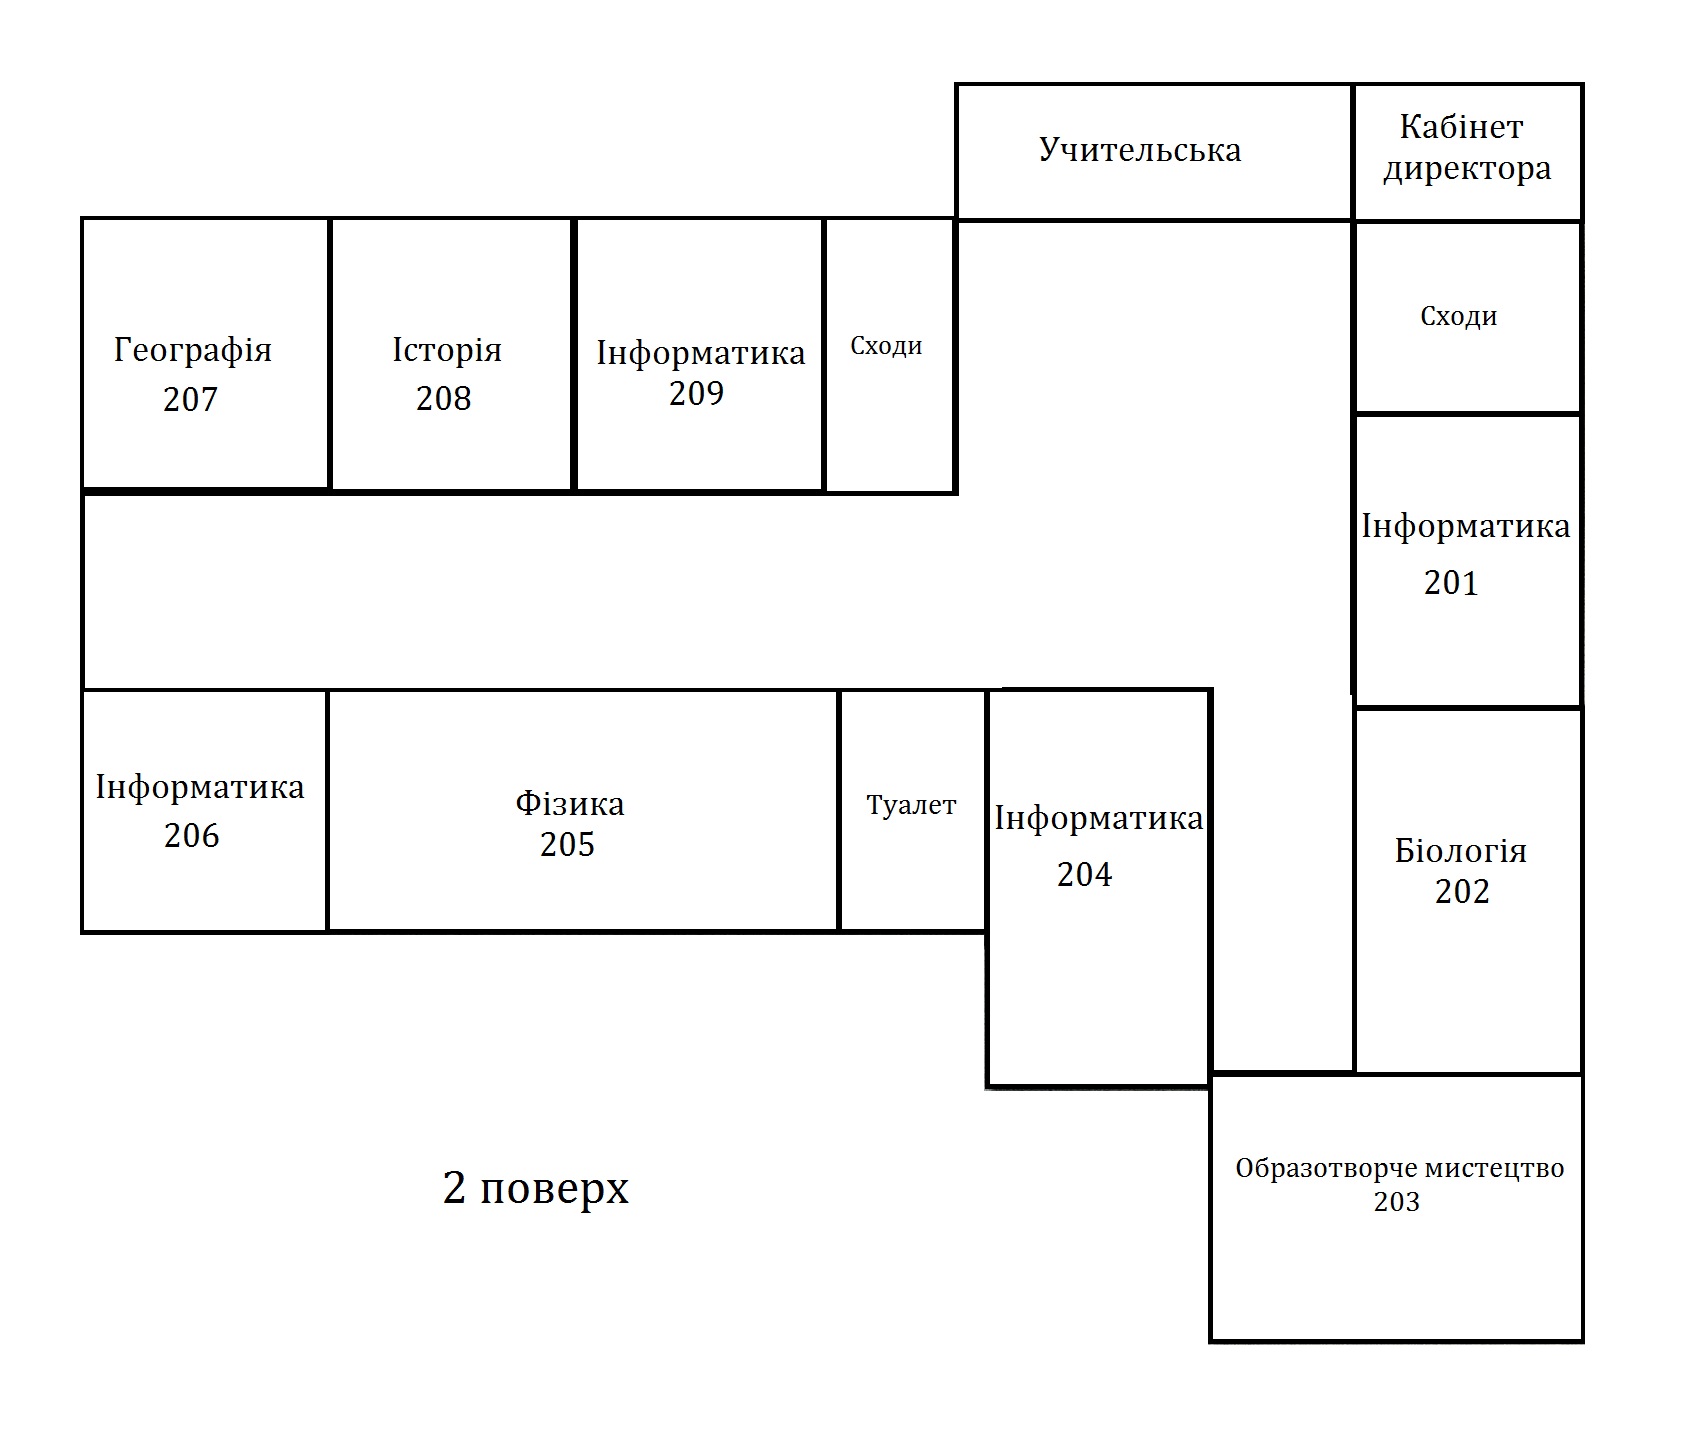 Учительська
Кабінет
директора
Географія
207
Історія
208
Інформатика
209
Сходи
Сходи
Інформатика
201
Інформатика
206
Фізика
205
Туалет
Інформатика
204
Біологія
202
Образотворче мистецтво
203
2 поверх